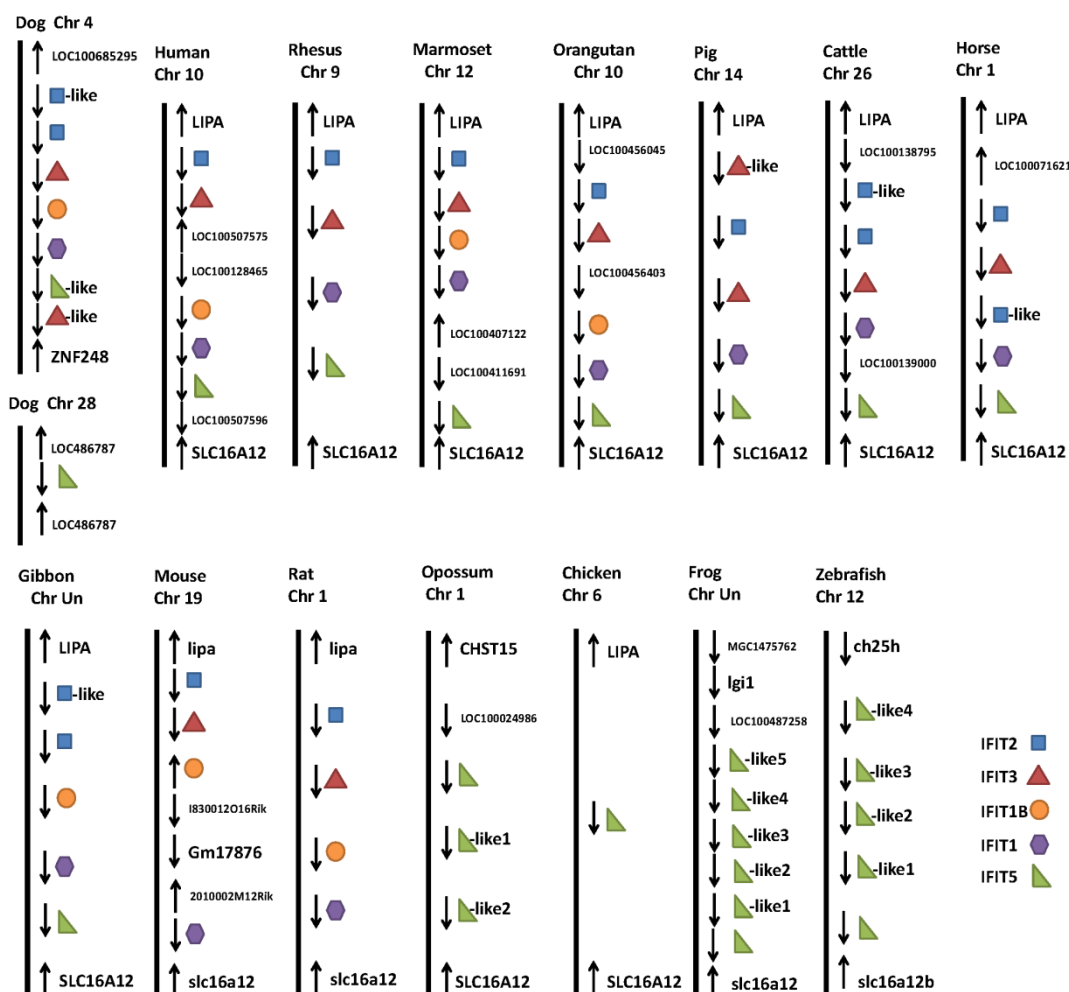 Dog Chr 4
LOC100685295
-like
-like
-like
ZNF248
Dog Chr 28
LOC486787
LOC486787
Human
Chr 10
LIPA
LOC100507575
LOC100128465
LOC100507596
SLC16A12
Rhesus
Chr 9
LIPA
SLC16A12
Marmoset
Chr 12
LIPA
LOC100407122
LOC100411691
SLC16A12
Orangutan
Chr 10
LIPA
LOC100456045
LOC100456403
SLC16A12
Pig
Chr 14
LIPA
-like
SLC16A12
Cattle
Chr 26
LIPA
LOC100138795
-like
LOC100139000
SLC16A12
Horse
Chr 1
LIPA
LOC100071621
-like
SLC16A12
Gibbon
Chr Un
LIPA
-like
SLC16A12
Mouse
Chr 19
lipa
I830012O16Rik
Gm17876
2010002M12Rik
slc16a12
Rat
Chr 1
lipa
slc16a12
Opossum
Chr 1
CHST15
LOC100024986
-like1
-like2
SLC16A12
Chicken
Chr 6
LIPA
SLC16A12
Frog
Chr Un
MGC1475762
lgi1
LOC100487258
-like5
-like4
-like3
-like2
-like1
slc16a12
Zebrafish
Chr 12
ch25h
-like4
-like3
-like2
-like1
slc16a12b
IFIT2
IFIT3
IFIT1B
IFIT1
IFIT5